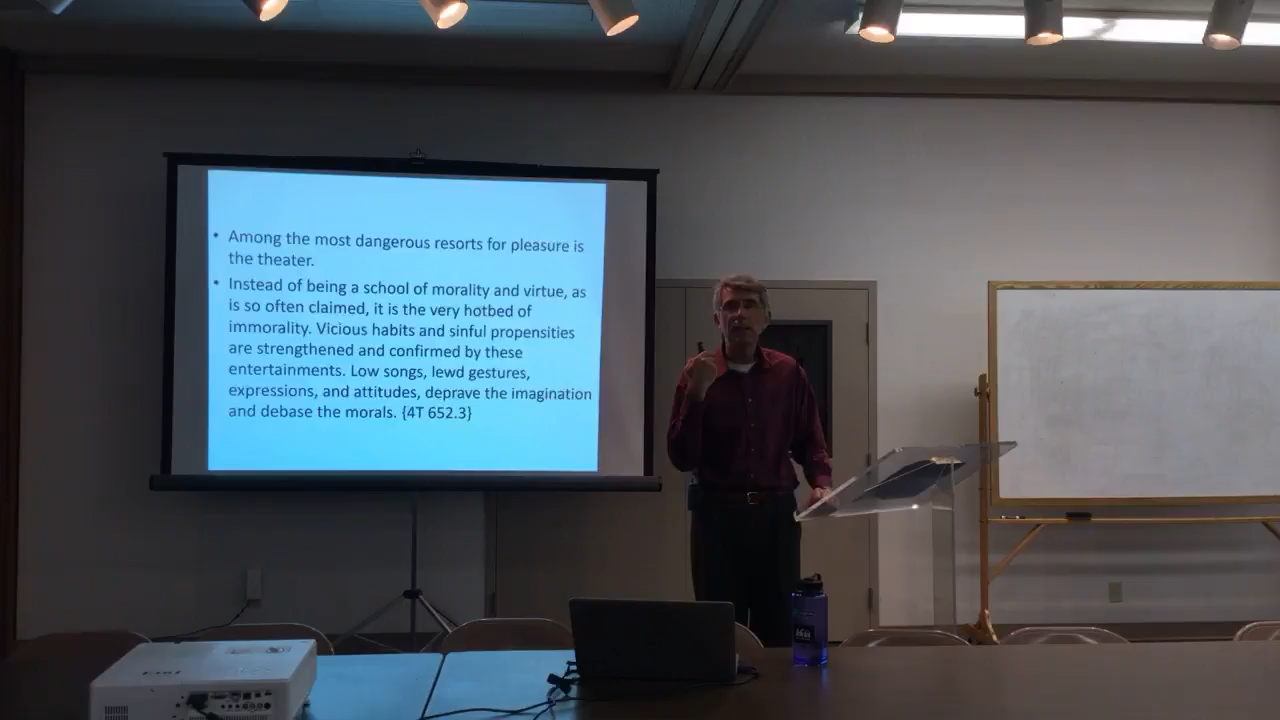 • Among the most dangerous resorts for pleasure is
the theater.
• Instead of being a school of morality and virtue, as
is so often claimed, it is the very hotbed of
immorality. Vicious habits and sinful propensities
are strengthened and confirmed by these
entertainments. Low songs, lewd gestures,
expressions, and attitudes, deprave the imagination
and debase the morals. {4T 652.3}